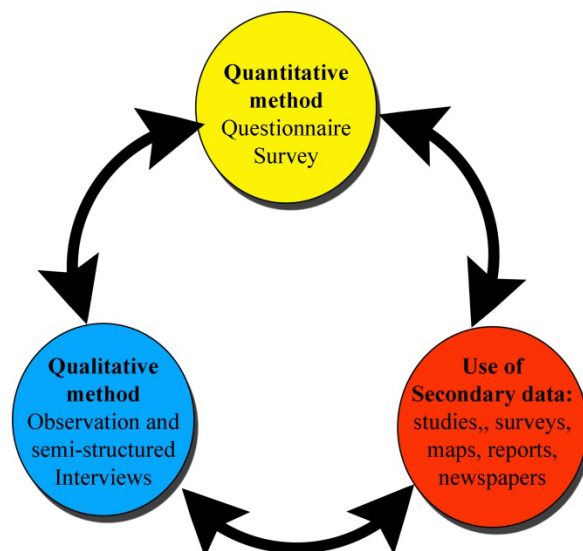 Quantitative
method
Questionnaire
Survey
Qualitative
method
Observation and
semi-structured
Interviews
Use of
Secondary data:
studies,, surveys,
maps, reports,
newspapers